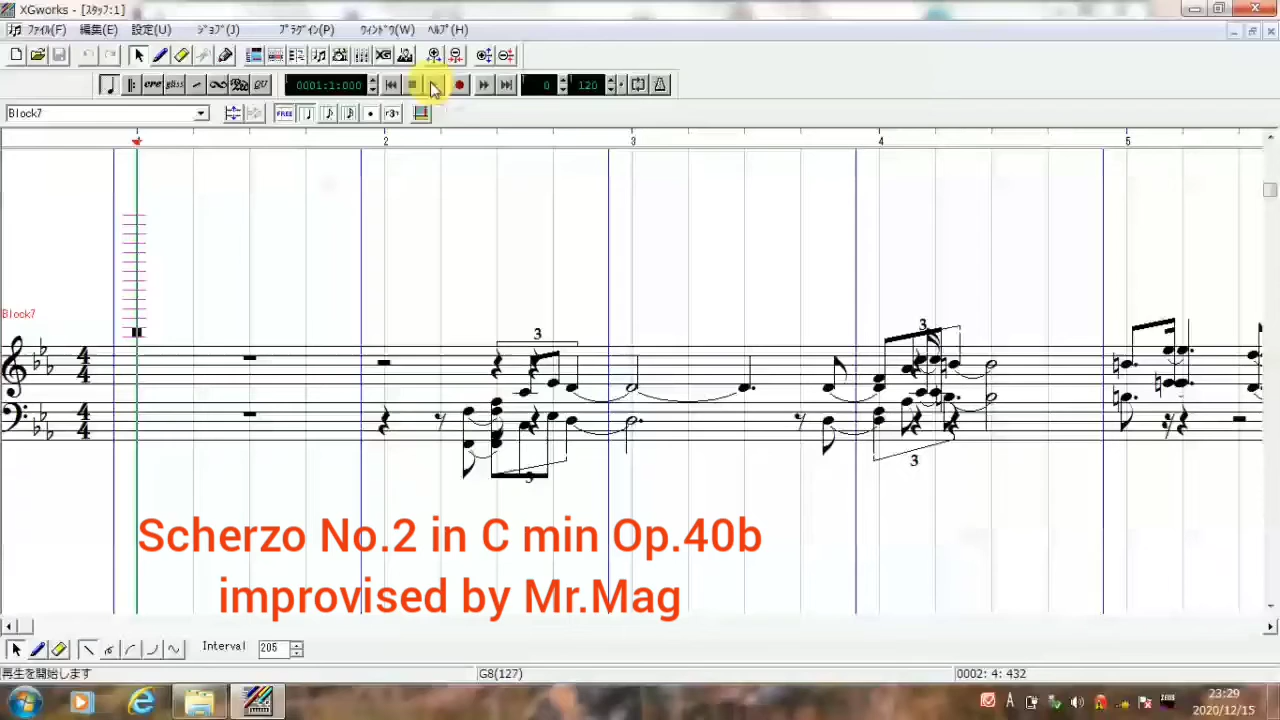 XGworks - [ｽﾀｯﾌ:1]
ﾌｧｲﾙ(F) 編集(E) 設定(U) ｼﾞｮﾌﾞ(J) ﾌﾟﾗｸﾞｲﾝ(P) ｳｨﾝﾄﾞｳ(W) ﾍﾙﾌﾟ(H)
0001:1:000 0 120
Block7 FREE
2 3 4 5
Block7
3 3
3 3
Scherzo No.2 in C min Op.40b
improvised by Mr.Mag
Interval 205
再生を開始します G8(127) 0002: 4: 432
23:29
2020/12/15